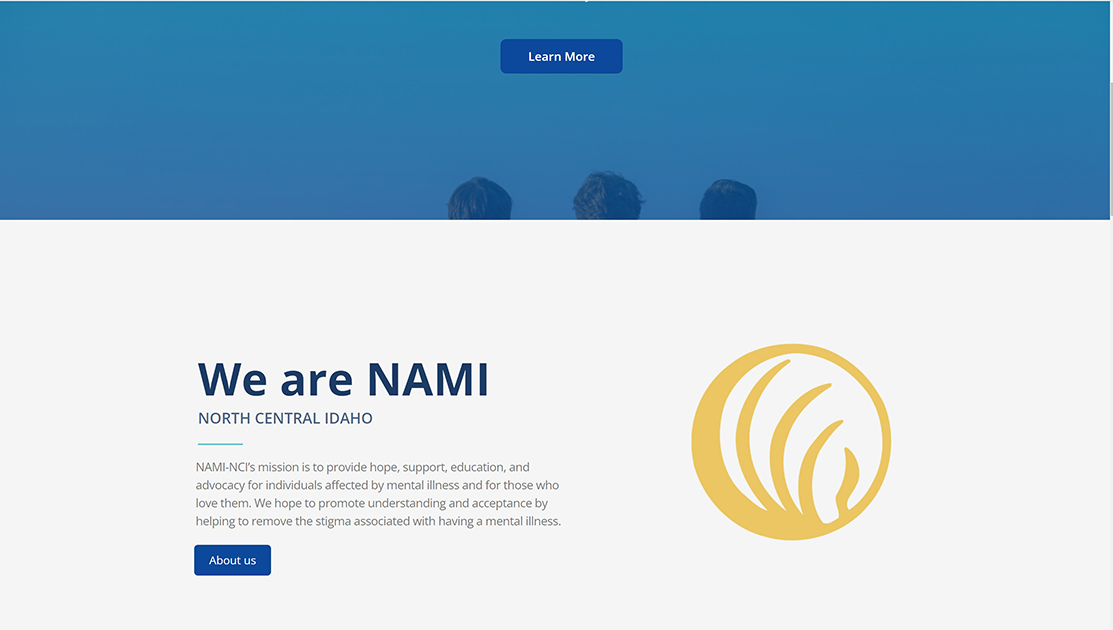 Learn More
We are NAMI
NORTH CENTRAL IDAHO
NAMI-NCI's mission is to provide hope, support, education, and
advocacy for individuals affected by mental illness and for those who
love them. We hope to promote understanding and acceptance by
helping to remove the stigma associated with having a mental illness.
About us